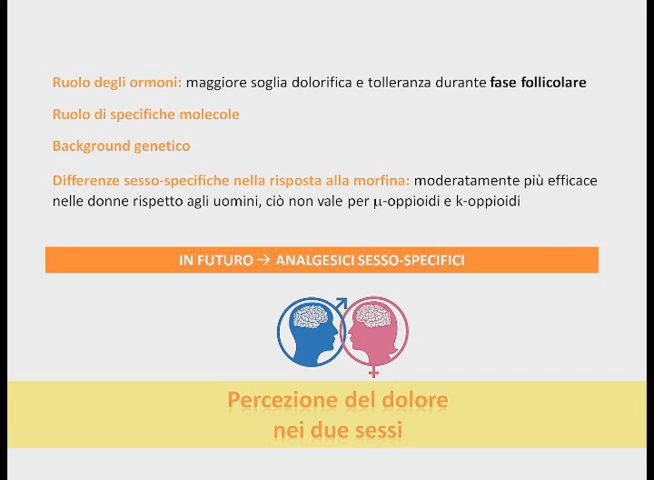 Ruolo degli ormoni: maggiore soglia dolorifica e tolleranza durante fase follicolare
Ruolo di specifiche molecole
Background genetico
Differenze sesso-specifiche nella risposta alla morfina: moderatamente più efficace
nelle donne rispetto agli uomini, ciò non vale per μ-oppioidi e k-oppioidi
IN FUTURO → ANALGESICI SESSO-SPECIFICI
Percezione del dolore
nei due sessi